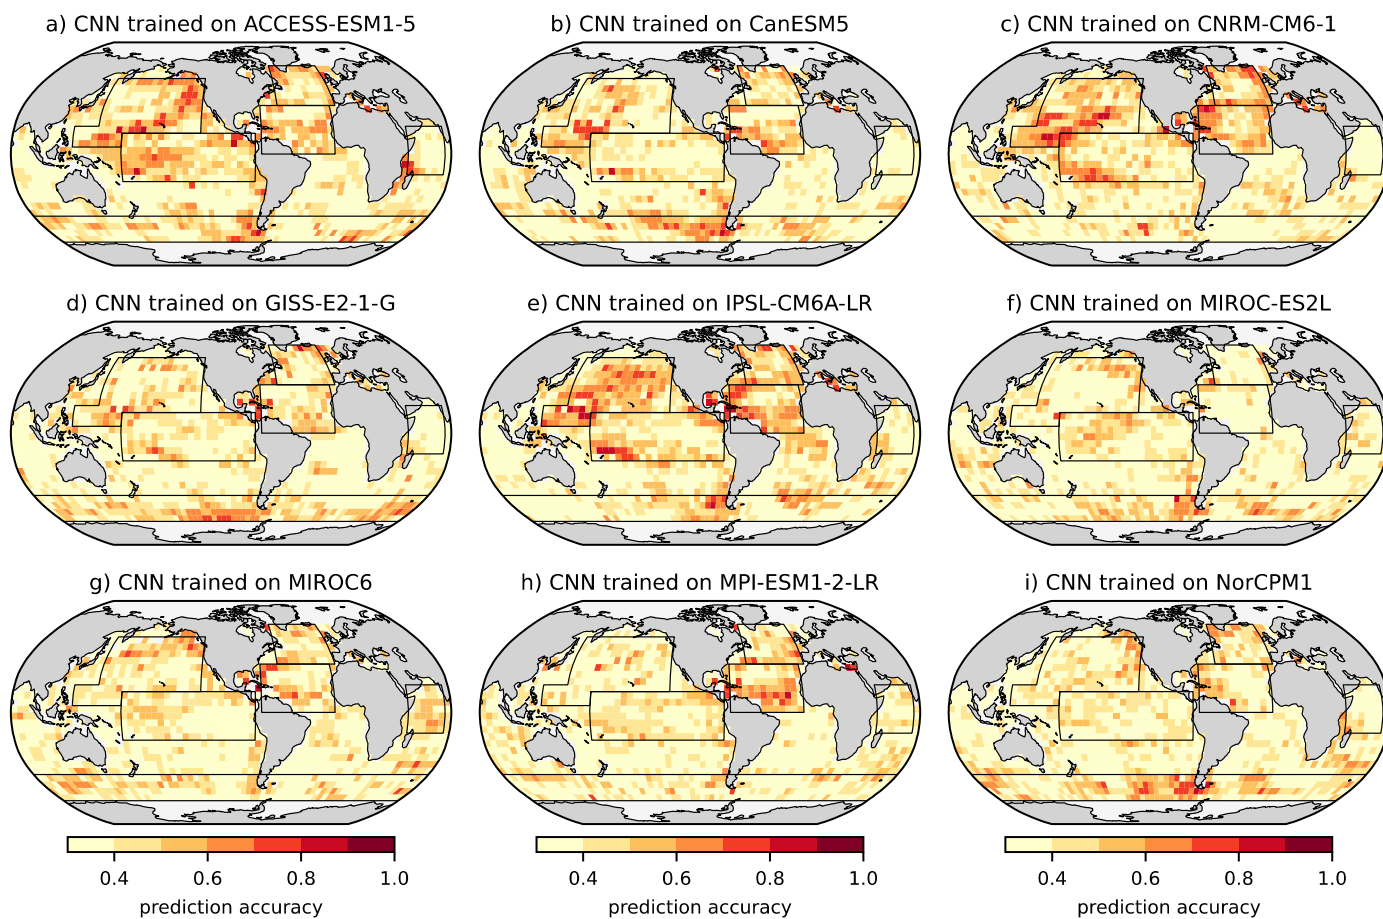 a) CNN trained on ACCESS-ESM1-5
b) CNN trained on CanESM5
c) CNN trained on CNRM-CM6-1
d) CNN trained on GISS-E2-1-G
e) CNN trained on IPSL-CM6A-LR
f) CNN trained on MIROC-ES2L
g) CNN trained on MIROC6
h) CNN trained on MPI-ESM1-2-LR
i) CNN trained on NorCPM1
0.4 0.6 0.8 1.0
prediction accuracy
0.4 0.6 0.8 1.0
prediction accuracy
0.4 0.6 0.8 1.0
prediction accuracy